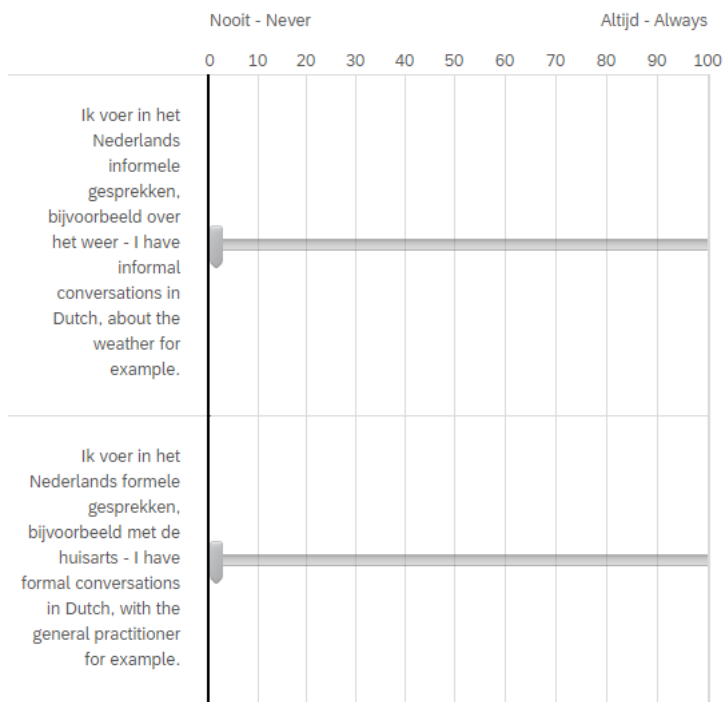 Nooit - Never Altijd - Always
0 10 20 30 40 50 60 70 80 90 100
Ik voer in het
Nederlands
informele
gesprekken,
bijvoorbeeld over
het weer - I have
informal
conversations in
Dutch, about the
weather for
example.
Ik voer in het
Nederlands formele
gesprekken,
bijvoorbeeld met de
huisarts - I have
formal conversations
in Dutch, with the
general practitioner
for example.